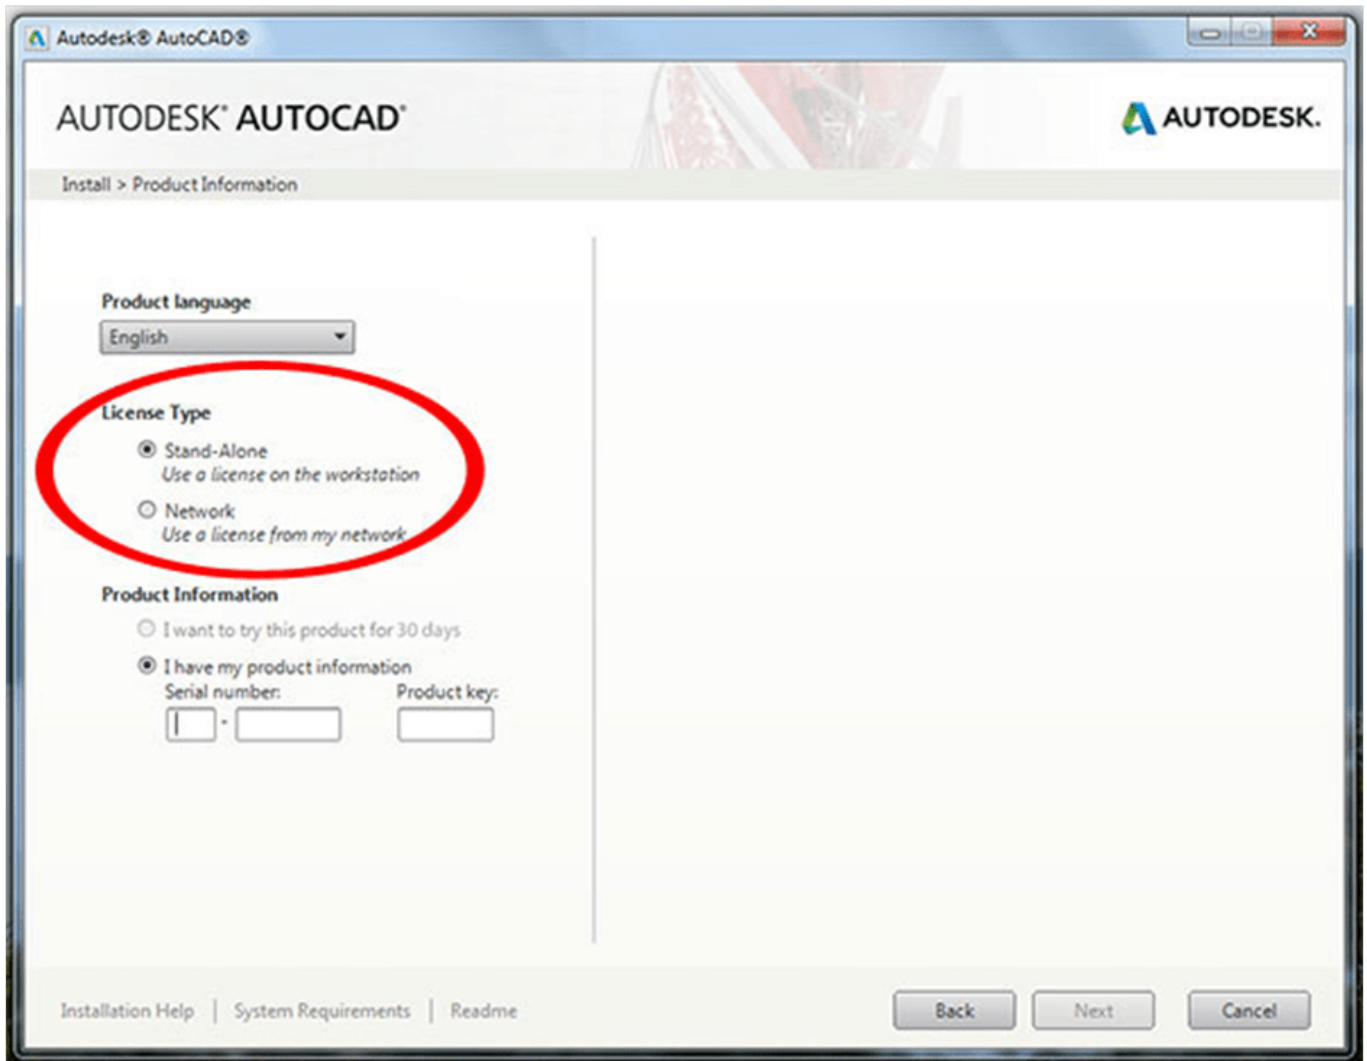 Autodesk® AutoCAD®
AUTODESK® AUTOCAD®
AUTODESK.
Install > Product Information
Product language
English
License Type
Stand-Alone
Use a license on the workstation
Network
Use a license from my network
Product Information
I want to try this product for 30 days
I have my product information
Serial number: Product key:
-
Installation Help | System Requirements | Readme
Back Next Cancel